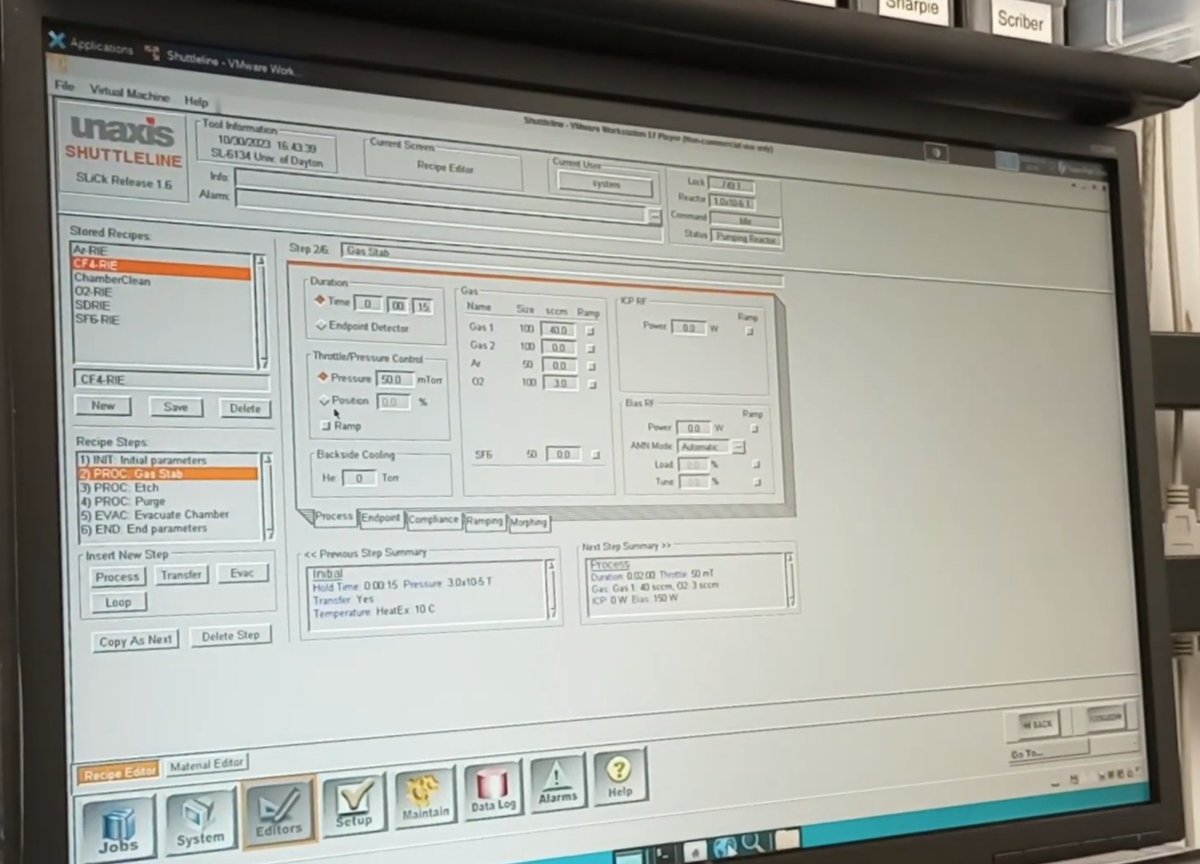 Sharpie
Scriber
Applications
Shuttleline - VMware Work...
File Virtual Machine Help
Shuttleline - VMware Workstation 17 Player (Non-commercial use only)
unaxis
SHUTTLELINE
SLiCk Release 1.6
Tool Information
10/30/2023 16:43:39
SL-6134 Univ. of Dayton
Current Screen
Recipe Editor
Current User
system
Info:
Alarm:
Lock
Reactor
Command Idle
Status Pumping Reactor
Stored Recipes:
Ar-RIE
CF4-RIE
ChamberClean
O2-RIE
SDRIE
SF6-RIE
CF4-RIE
New Save Delete
Recipe Steps:
1) INIT: Initial parameters
2) PROC: Gas Stab
3) PROC: Etch
4) PROC: Purge
5) EVAC: Evacuate Chamber
6) END: End parameters
Insert New Step
Process Transfer Evac
Loop
Copy As Next Delete Step
Step 2/6: Gas Stab
Duration
Time 0 00 15
Endpoint Detector
Throttle/Pressure Control
Pressure 50.0 mTorr
Position 0.0 %
Ramp
Backside Cooling
He: 0 Torr
Gas
Name Size sccm Ramp
Gas 1 100 40.0
Gas 2 100 0.0
Ar 50 0.0
O2 100 3.0
SF6 50 0.0
ICP RF
Ramp
Power 0.0 W
Bias RF
Ramp
Power 0.0 W
AMN Mode Automatic
Load 0.0 %
Tune 0.0 %
Process Endpoint Compliance Ramping Morphing
<< Previous Step Summary
Initial
Hold Time: 0:00:15 Pressure: 3.0x10-5 T
Transfer: Yes
Temperature: HeatEx: 10 C
Next Step Summary >>
Process
Duration: 0:02:00 Throttle: 50 mT
Gas: Gas 1: 40 sccm, O2: 3 sccm
ICP: 0 W Bias: 150 W
BACK
Go To...
Recipe Editor Material Editor
Jobs System Editors Setup Maintain Data Log Alarms Help